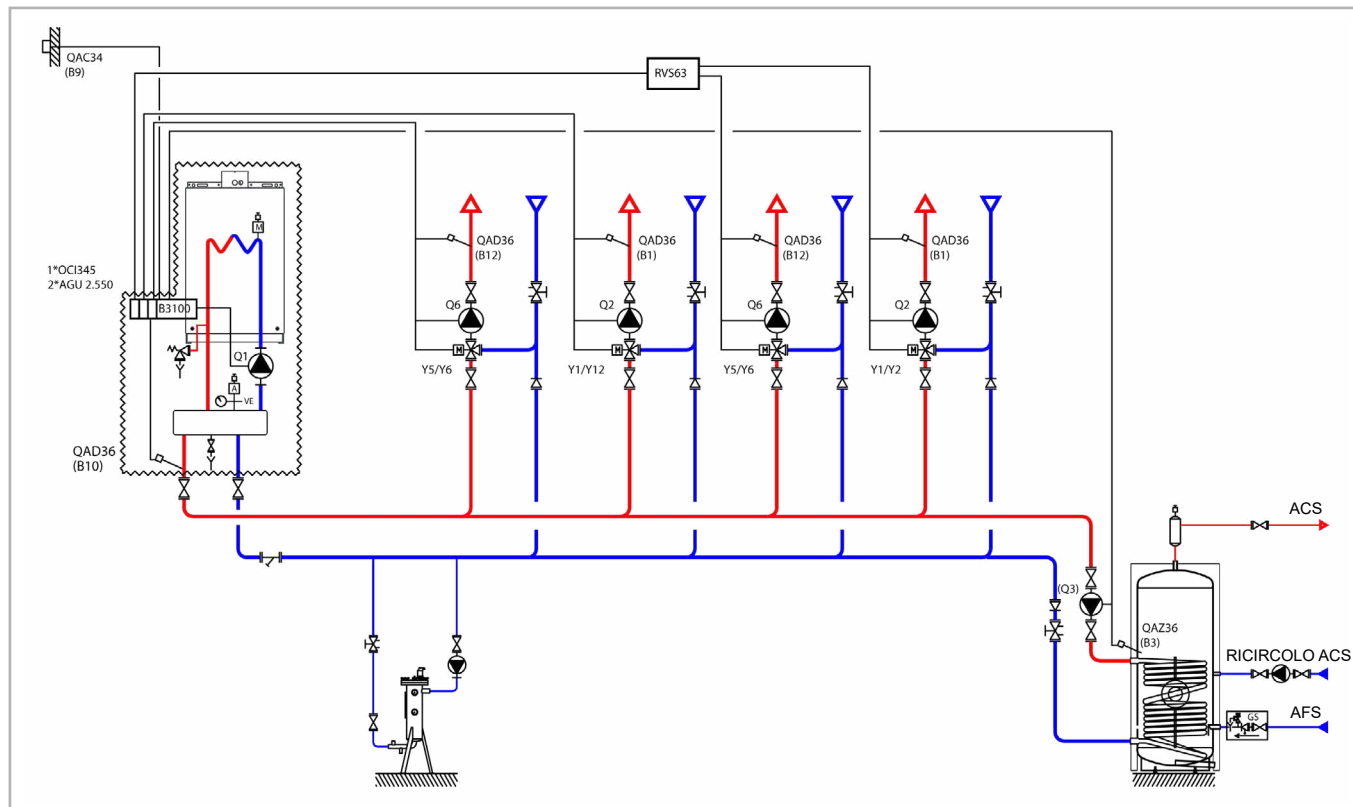 QAC34
(B9)
RVS63
1*OCI345
2*AGU 2.550
B3100
M
Q1
A
VE
QAD36
(B10)
QAD36
(B12)
Q6
M
Y5/Y6
QAD36
(B1)
Q2
M
Y1/Y12
QAD36
(B12)
Q6
M
Y5/Y6
QAD36
(B1)
Q2
M
Y1/Y2
ACS
(Q3)
QAZ36
(B3)
RICIRCOLO ACS
GS
AFS